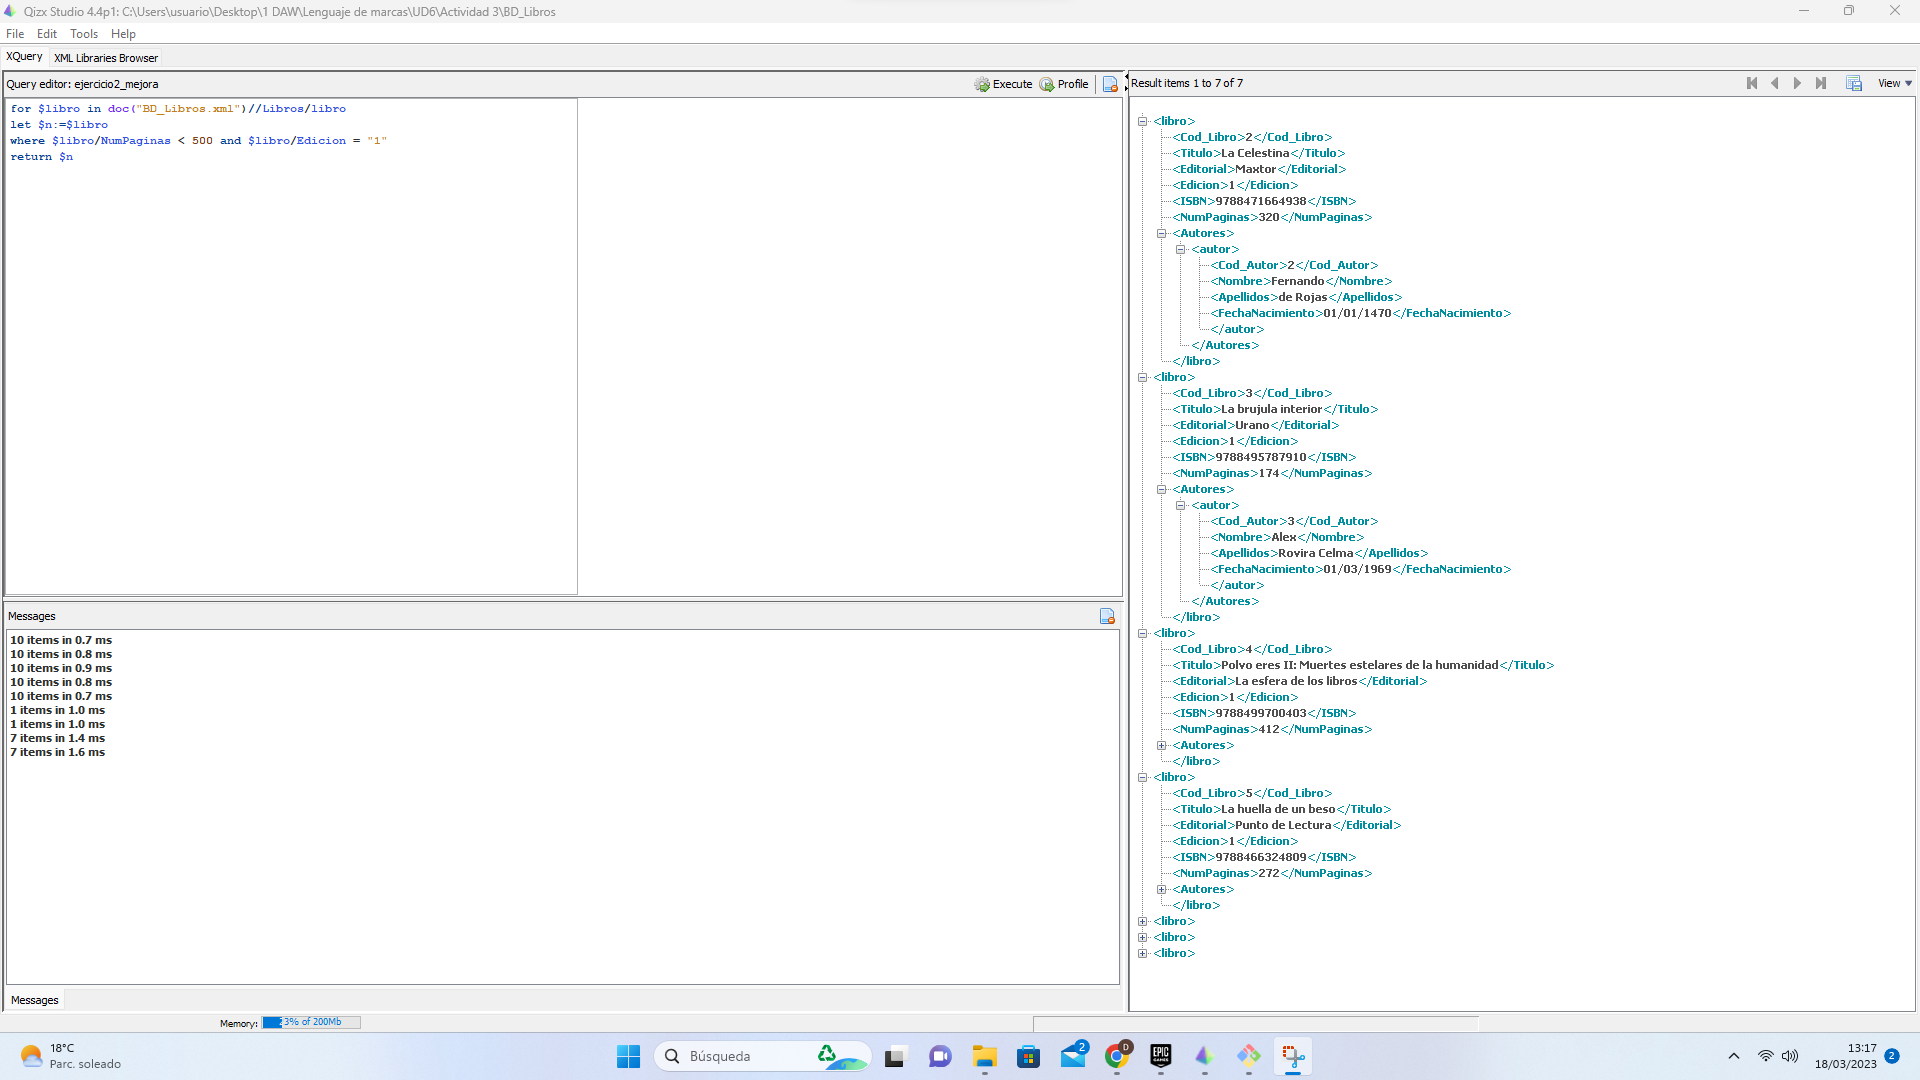 Qizx Studio 4.4p1: C:\Users\usuario\Desktop\1 DAW\Lenguaje de marcas\UD6\Actividad 3\BD_Libros
File Edit Tools Help
XQuery XML Libraries Browser
Query editor: ejercicio2_mejora
Execute Profile
for $libro in doc("BD_Libros.xml")//Libros/libro
let $n:=$libro
where $libro/NumPaginas < 500 and $libro/Edicion = "1"
return $n
Messages
10 items in 0.7 ms
10 items in 0.8 ms
10 items in 0.9 ms
10 items in 0.8 ms
10 items in 0.7 ms
1 items in 1.0 ms
1 items in 1.0 ms
7 items in 1.4 ms
7 items in 1.6 ms
Messages
Result items 1 to 7 of 7
View
<libro>
<Cod_Libro>2</Cod_Libro>
<Titulo>La Celestina</Titulo>
<Editorial>Maxtor</Editorial>
<Edicion>1</Edicion>
<ISBN>9788471664938</ISBN>
<NumPaginas>320</NumPaginas>
<Autores>
<autor>
<Cod_Autor>2</Cod_Autor>
<Nombre>Fernando</Nombre>
<Apellidos>de Rojas</Apellidos>
<FechaNacimiento>01/01/1470</FechaNacimiento>
</autor>
</Autores>
</libro>
<libro>
<Cod_Libro>3</Cod_Libro>
<Titulo>La brujula interior</Titulo>
<Editorial>Urano</Editorial>
<Edicion>1</Edicion>
<ISBN>9788495787910</ISBN>
<NumPaginas>174</NumPaginas>
<Autores>
<autor>
<Cod_Autor>3</Cod_Autor>
<Nombre>Alex</Nombre>
<Apellidos>Rovira Celma</Apellidos>
<FechaNacimiento>01/03/1969</FechaNacimiento>
</autor>
</Autores>
</libro>
<libro>
<Cod_Libro>4</Cod_Libro>
<Titulo>Polvo eres II: Muertes estelares de la humanidad</Titulo>
<Editorial>La esfera de los libros</Editorial>
<Edicion>1</Edicion>
<ISBN>9788499700403</ISBN>
<NumPaginas>412</NumPaginas>
<Autores>
</libro>
<libro>
<Cod_Libro>5</Cod_Libro>
<Titulo>La huella de un beso</Titulo>
<Editorial>Punto de Lectura</Editorial>
<Edicion>1</Edicion>
<ISBN>9788466324809</ISBN>
<NumPaginas>272</NumPaginas>
<Autores>
</libro>
<libro>
<libro>
<libro>
Memory: 3% of 200Mb
18°C
Parc. soleado
Búsqueda
2
D
EPIC GAMES
13:17
18/03/2023
2